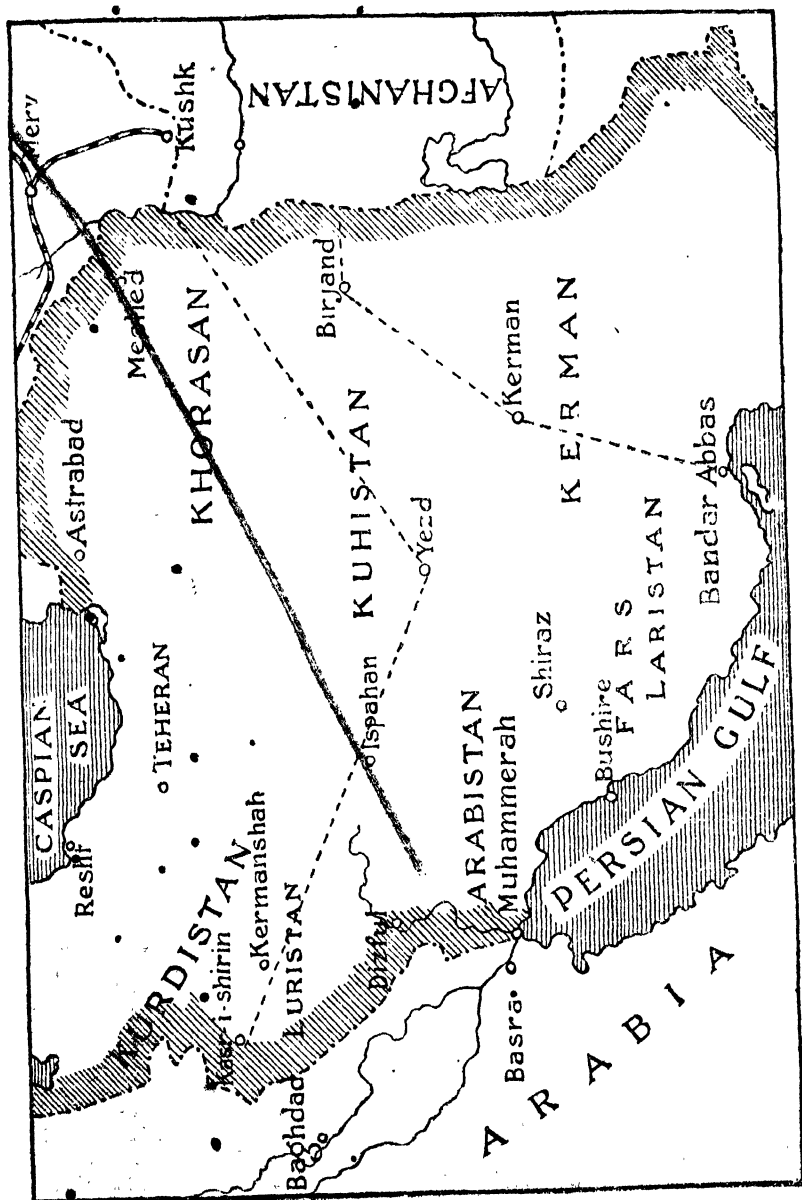 CASPIAN
SEA
Resht
Astrabad
TEHERAN
Meshed
Merv
Kushk
KHORASAN
AFGHANISTAN
KURDISTAN
Kasr-i-shirin
Kermanshah
LURISTAN
Baghdad
Dizful
Ispahan
KUHISTAN
Yezd
Birjand
ARABISTAN
Muhammerah
Basra
Shiraz
Kerman
KERMAN
Bushire
FARS
LARISTAN
Bandar Abbas
PERSIAN GULF
ARABIA